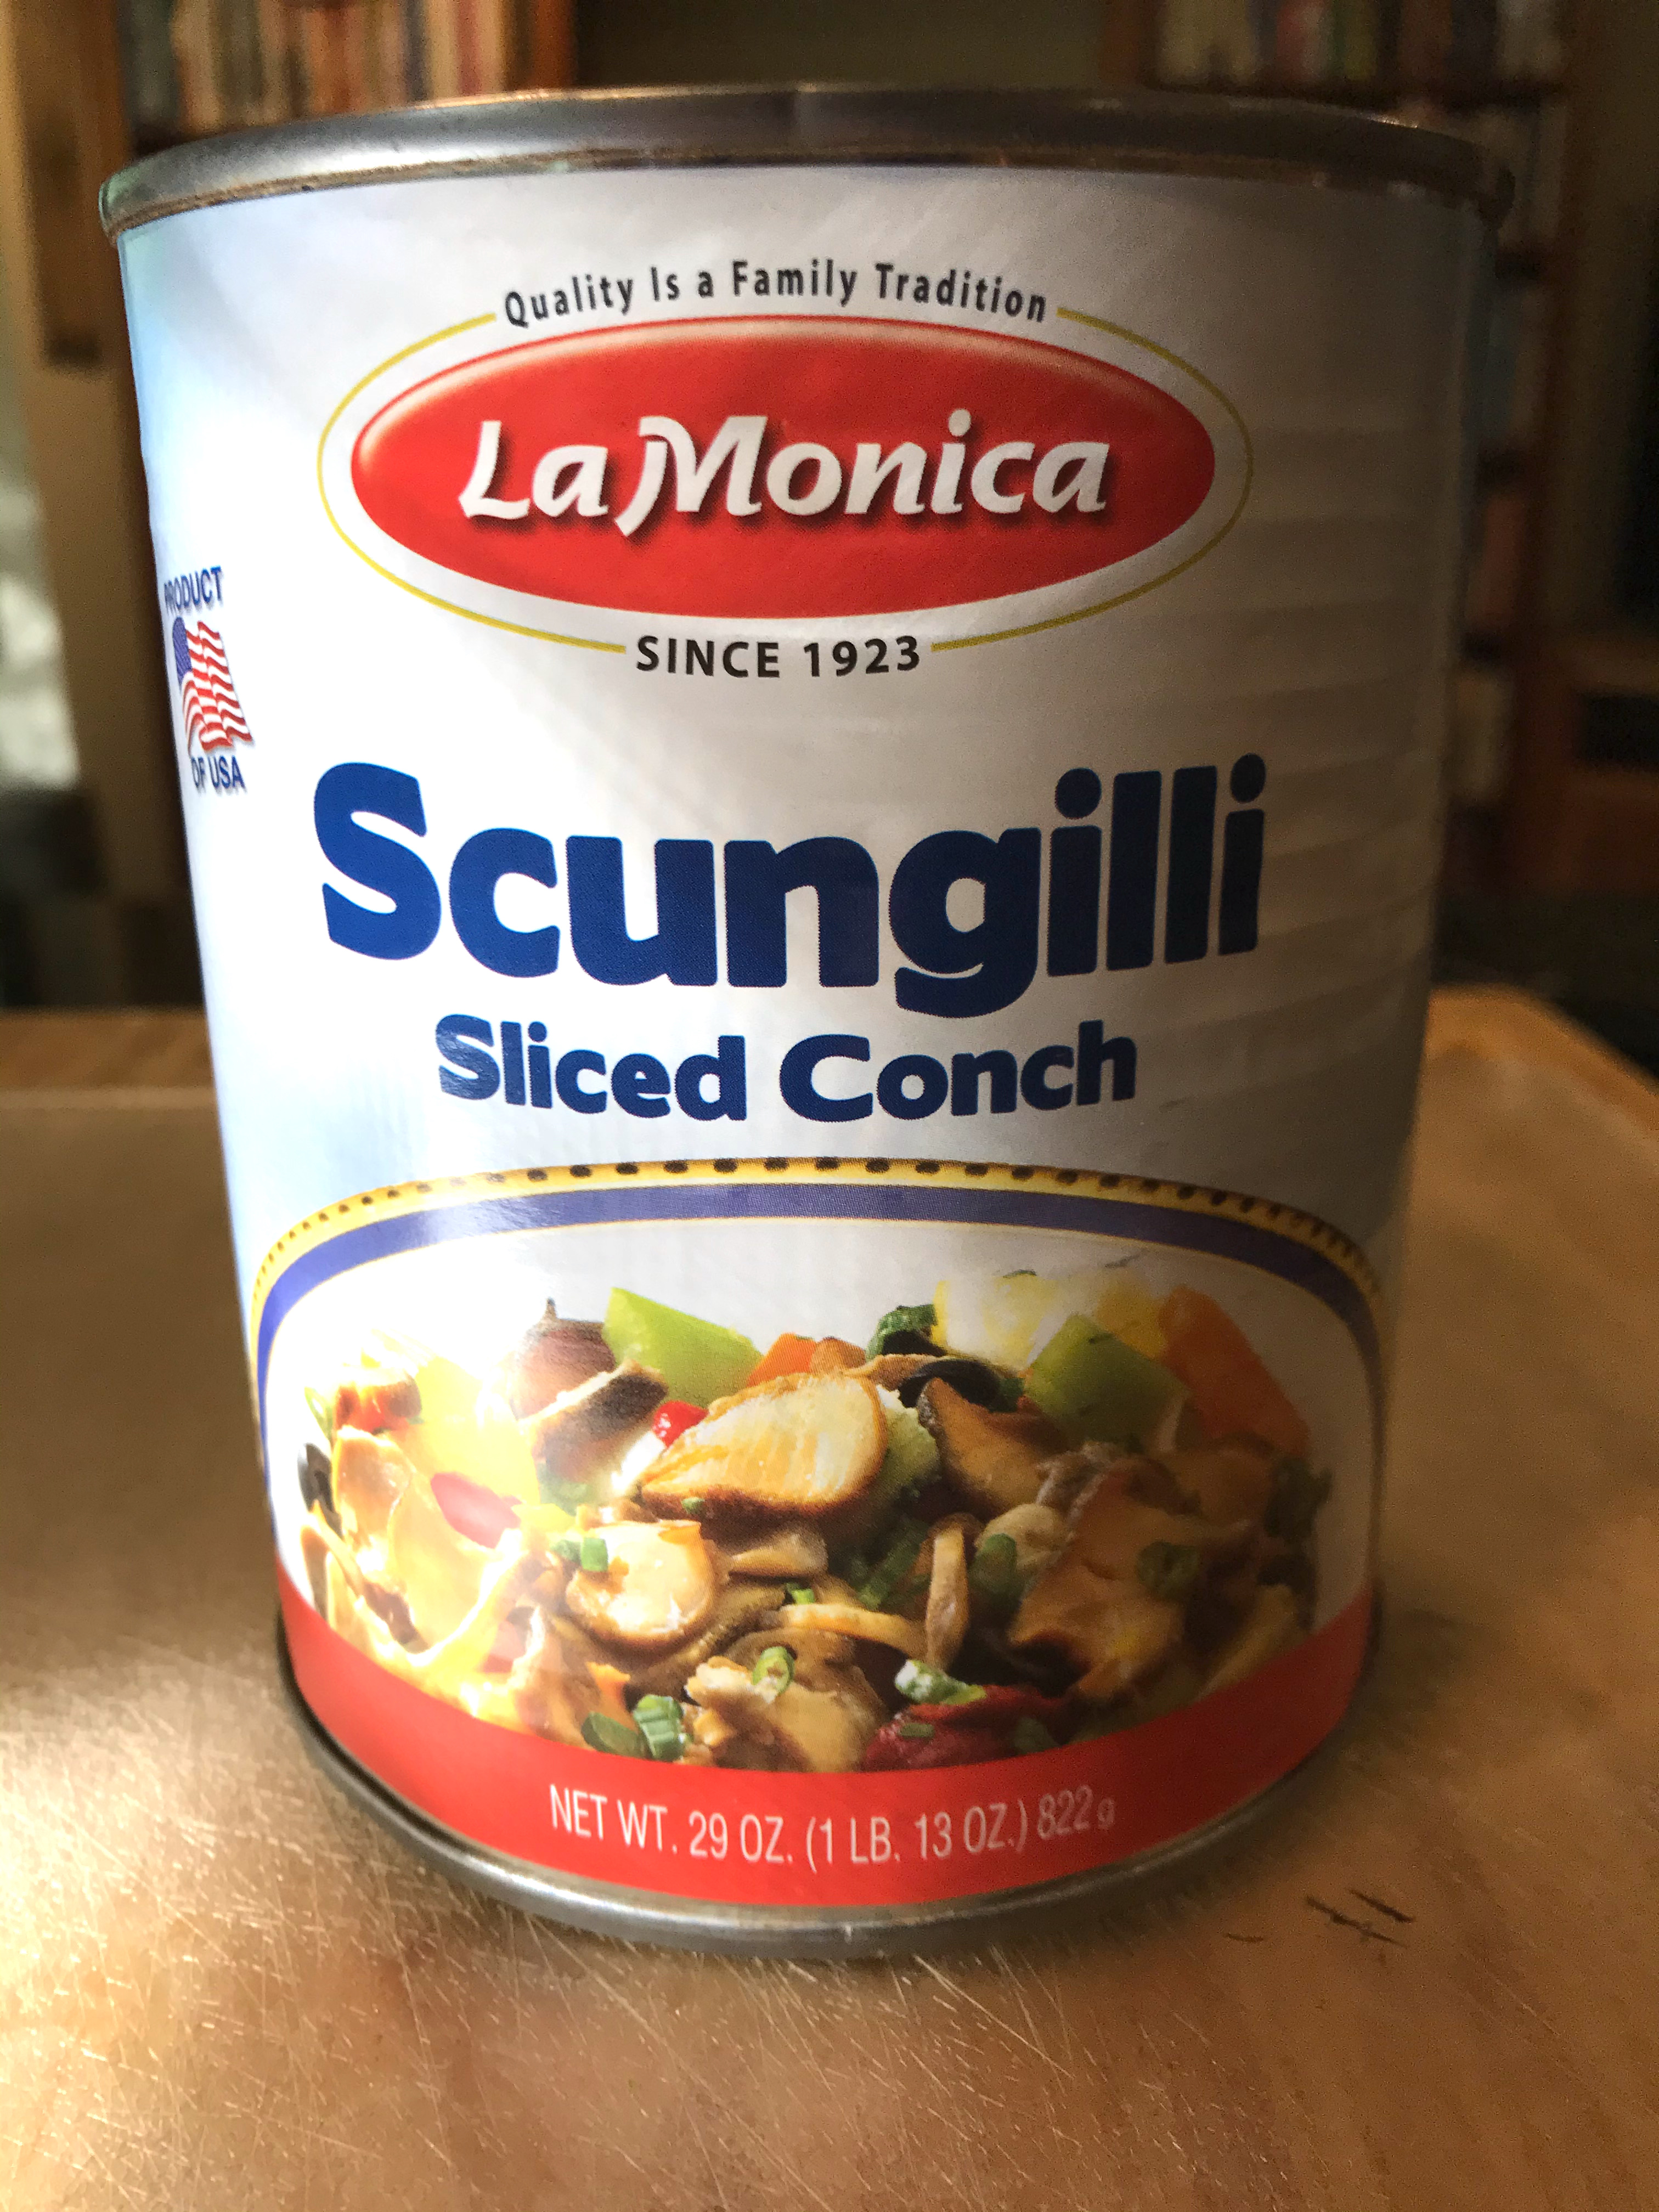 Quality Is a Family Tradition
La Monica
SINCE 1923
PRODUCT
OF USA
Scungilli
Sliced Conch
NET WT. 29 OZ. (1 LB. 13 OZ.) 822 g